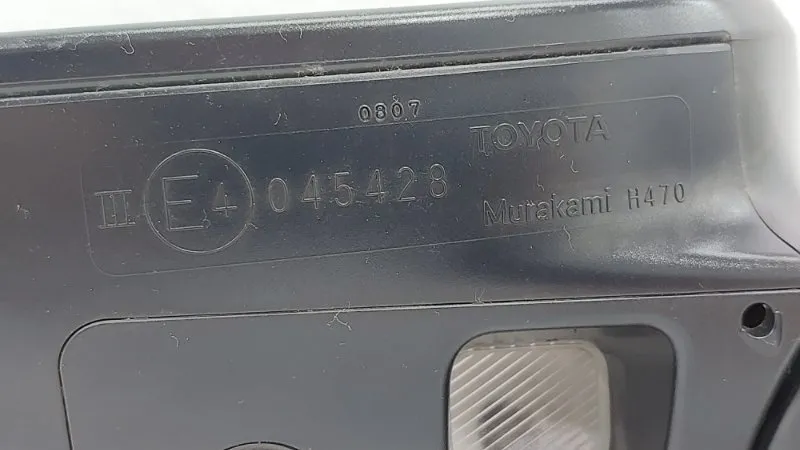 0807
TOYOTA
III E4 045428
Murakami H470